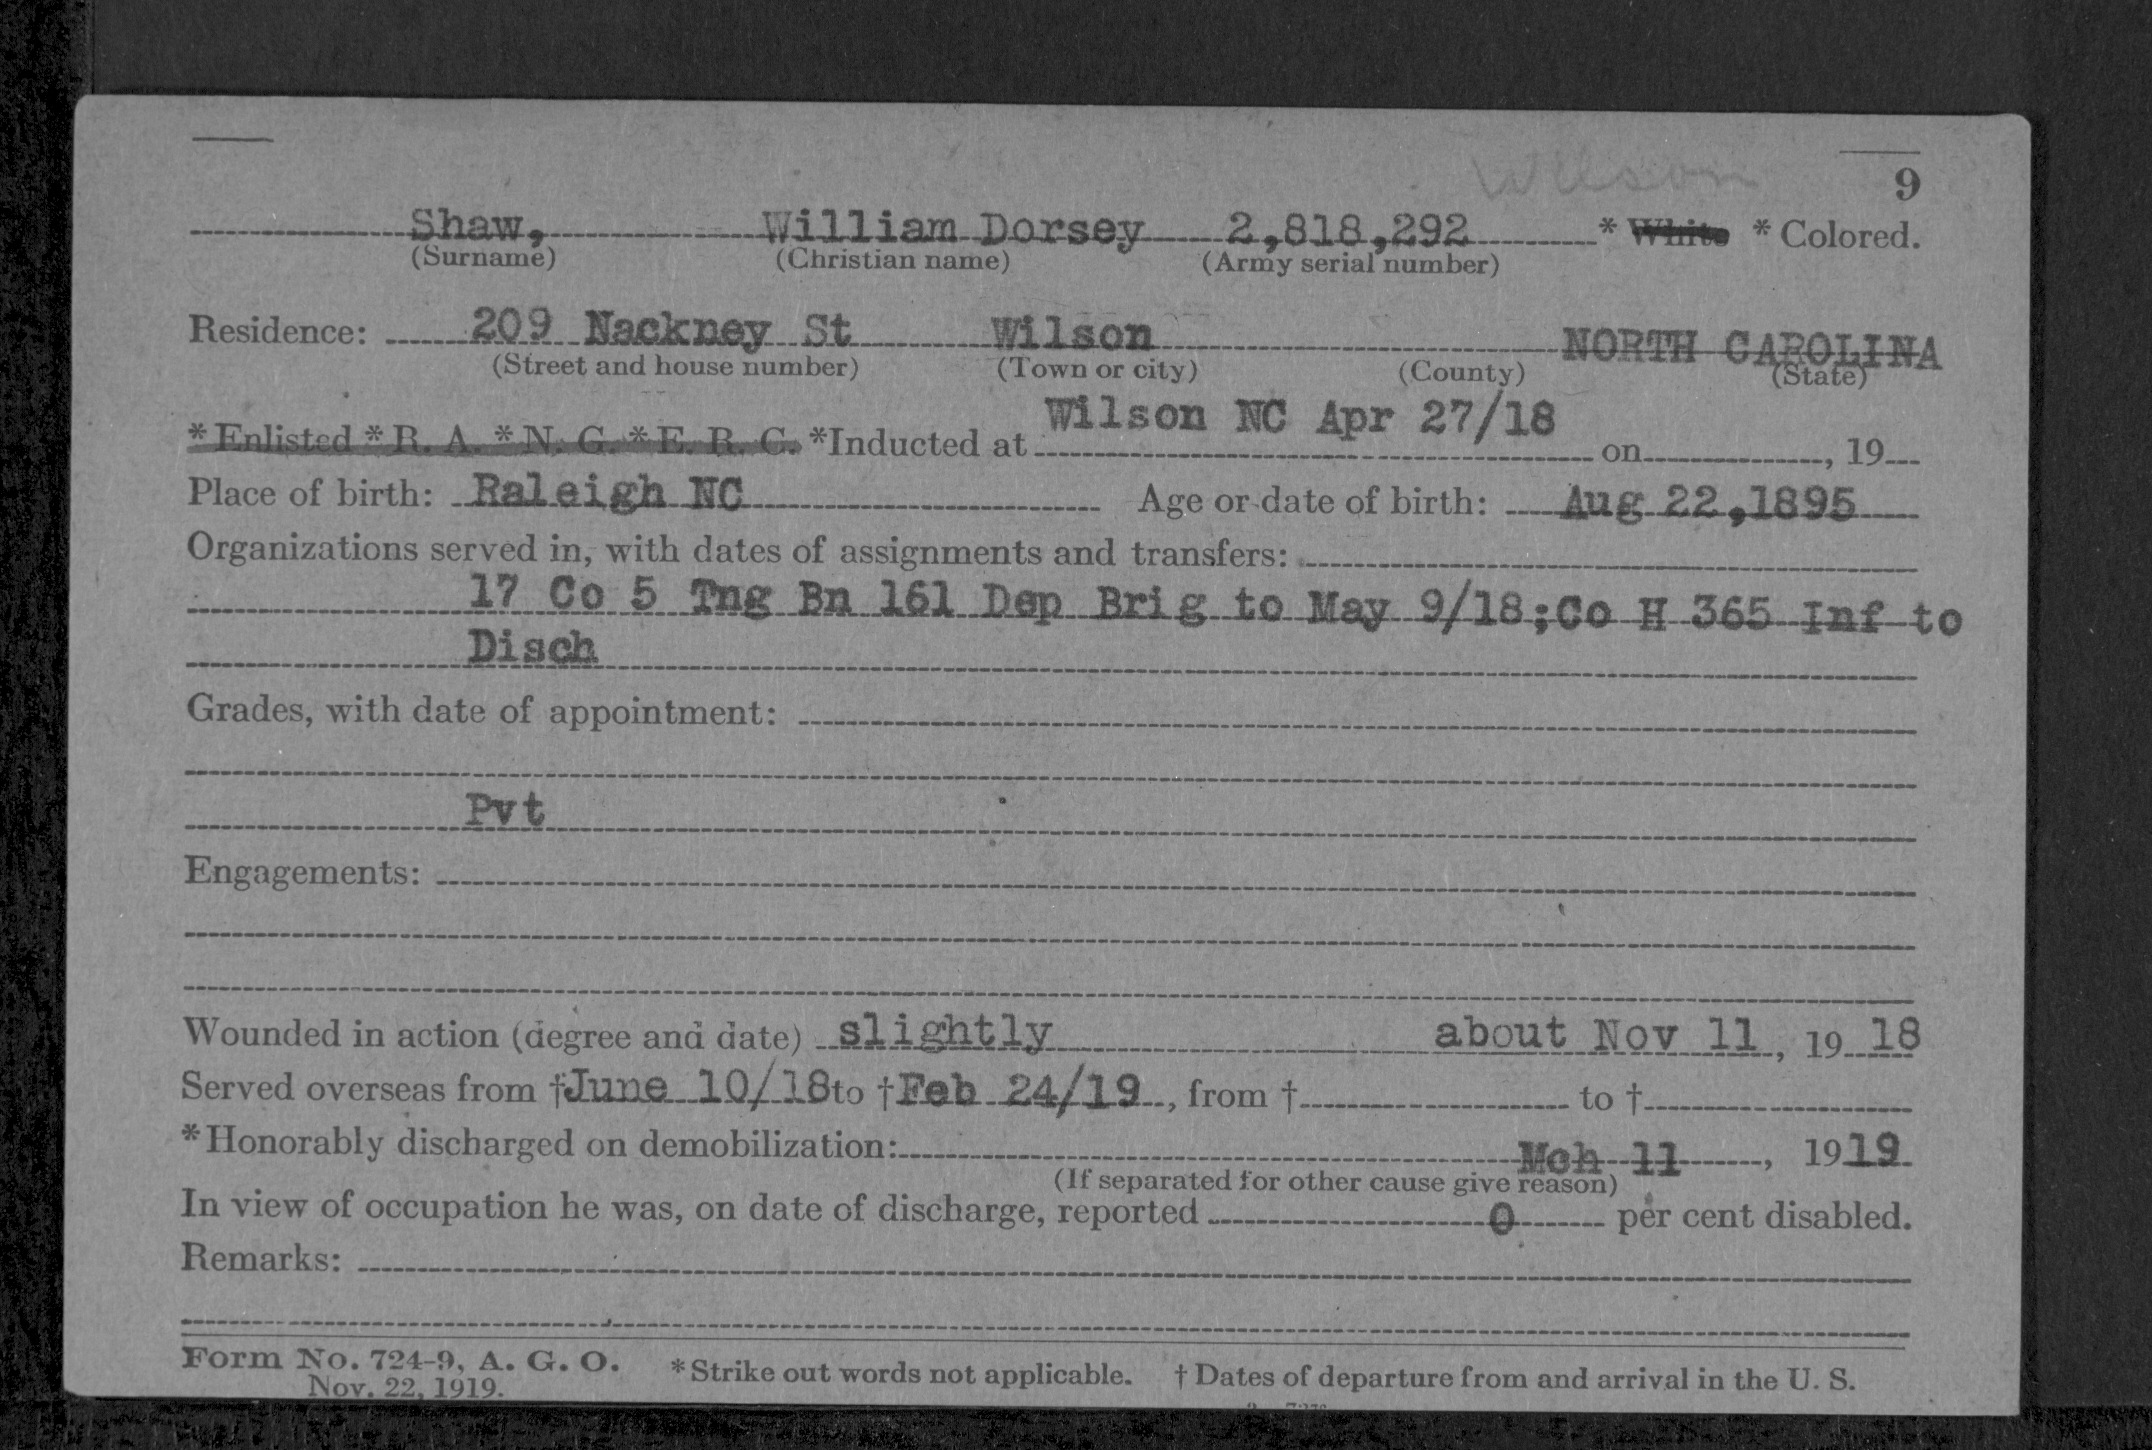 Wilson
9
Shaw, William Dorsey 2,818,292 * White * Colored.
(Surname) (Christian name) (Army serial number)
Residence: 209 Nackney St Wilson NORTH CAROLINA
(Street and house number) (Town or city) (County) (State)
*Enlisted *R. A. *N. G. *E. R. C. *Inducted at Wilson NC Apr 27/18 on , 19
Place of birth: Raleigh NC Age or date of birth: Aug 22,1895
Organizations served in, with dates of assignments and transfers:
17 Co 5 Tng Bn 161 Dep Brig to May 9/18;Co H 365 Inf to
Disch
Grades, with date of appointment:
Pvt
Engagements:
Wounded in action (degree and date) slightly about Nov 11, 19 18
Served overseas from †June 10/18 to †Feb 24/19, from † to †
*Honorably discharged on demobilization: Mch 11, 1919
(If separated for other cause give reason)
In view of occupation he was, on date of discharge, reported 0 per cent disabled.
Remarks:
Form No. 724-9, A. G. O. *Strike out words not applicable. † Dates of departure from and arrival in the U. S.
Nov. 22, 1919.